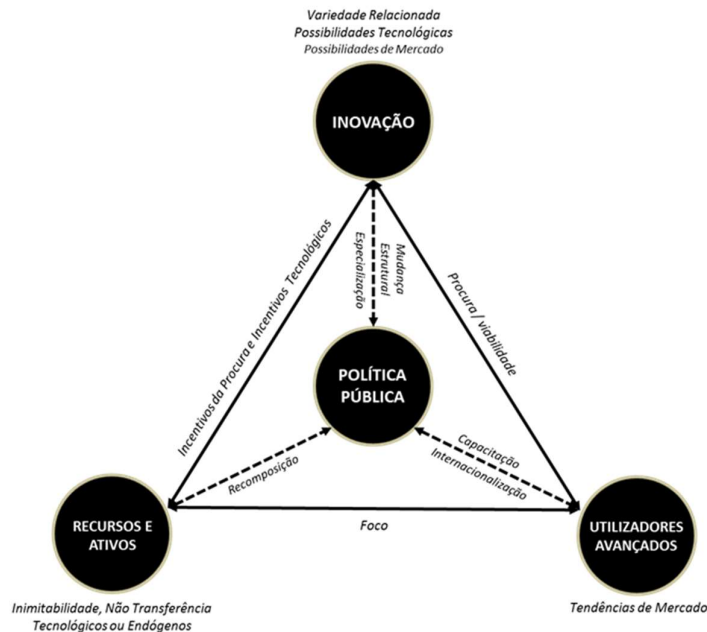 Variedade Relacionada
Possibilidades Tecnológicas
Possibilidades de Mercado
INOVAÇÃO
Incentivos da Procura e Incentivos Tecnológicos
Especialização
Mudança
Estrutural
Procura / viabilidade
POLÍTICA
PÚBLICA
Recomposição
Capacitação
Internacionalização
RECURSOS E
ATIVOS
Foco
UTILIZADORES
AVANÇADOS
Inimitabilidade, Não Transferência
Tecnológicos ou Endógenos
Tendências de Mercado